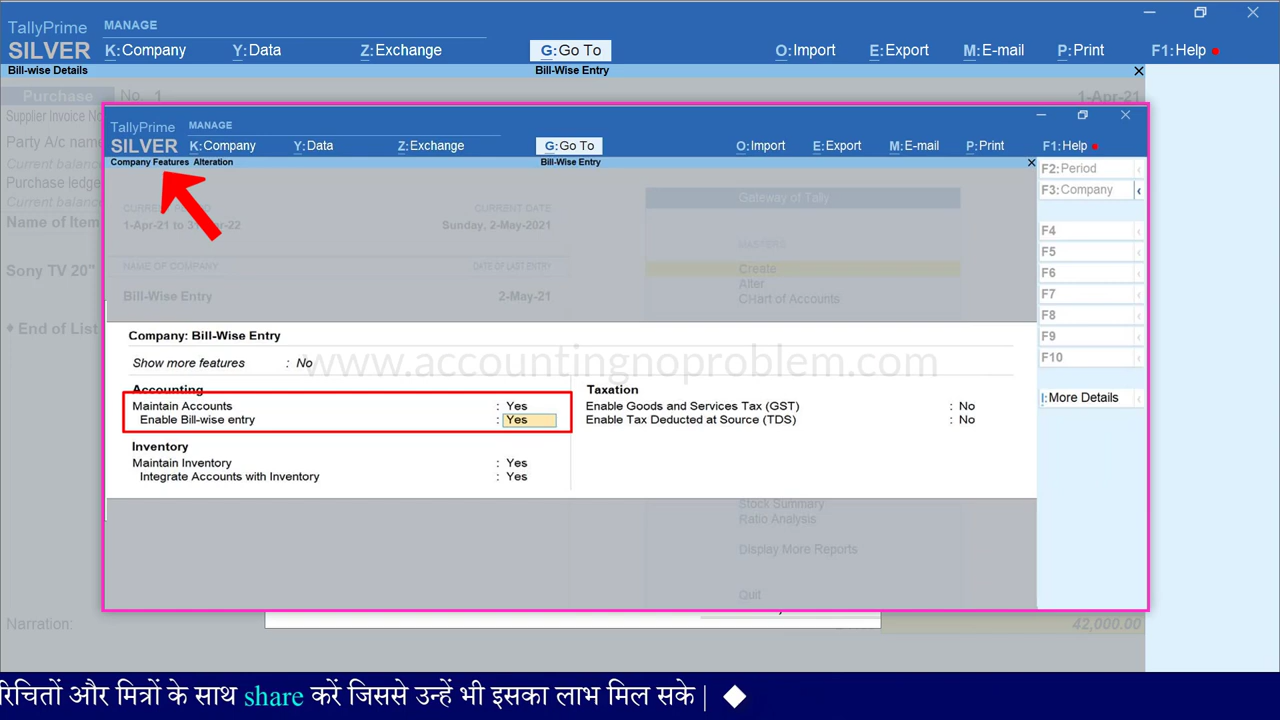 TallyPrime MANAGE
SILVER K:Company Y:Data Z:Exchange G:Go To O:Import E:Export M:E-mail P:Print F1:Help
Bill-wise Details Bill-Wise Entry
Purchase No. 1 1-Apr-21
Supplier Invoice No
Party A/c name
Current balance
Purchase ledge
Current balance
Name of Item
Sony TV 20"
End of List
TallyPrime MANAGE
SILVER K:Company Y:Data Z:Exchange G:Go To O:Import E:Export M:E-mail P:Print F1:Help
Company Features Alteration Bill-Wise Entry
F2:Period
F3:Company
F4
F5
F6
F7
F8
F9
F10
I:More Details
Gateway of Tally
CURRENT DATE
1-Apr-21 to 31 Sunday, 2-May-2021
MASTERS
NAME OF COMPANY DATE OF LAST ENTRY
Create
Alter
Bill-Wise Entry 2-May-21 CHart of Accounts
Company: Bill-Wise Entry
Show more features : No
www.accountingnoproblem.com
Accounting Taxation
Maintain Accounts : Yes Enable Goods and Services Tax (GST) : No
Enable Bill-wise entry : Yes Enable Tax Deducted at Source (TDS) : No
Inventory
Maintain Inventory : Yes
Integrate Accounts with Inventory : Yes
Stock Summary
Ratio Analysis
Display More Reports
Quit
Narration: 42,000.00
रिचितों और मित्रों के साथ share करें जिससे उन्हें भी इसका लाभ मिल सके | ◆